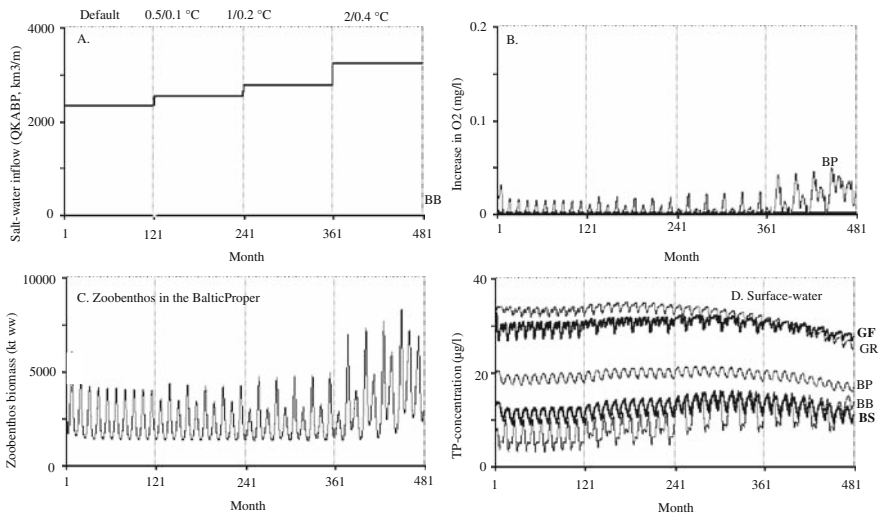 Default 0.5/0.1 °C 1/0.2 °C 2/0.4 °C
4000
A.
Salt-water inflow (QKABP, km3/m)
2000
0
BB
1 121 241 361 481
Month
0.2
B.
Increase in O2 (mg/l)
0.1
BP
0
1 121 241 361 481
Month
10000
C. Zoobenthos in the BalticProper
Zoobenthos biomass (kt ww)
5000
0
1 121 241 361 481
Month
40
D. Surface-water
TP-concentration (µg/l)
GF
GR
20
BP
BB
BS
0
1 121 241 361 481
Month